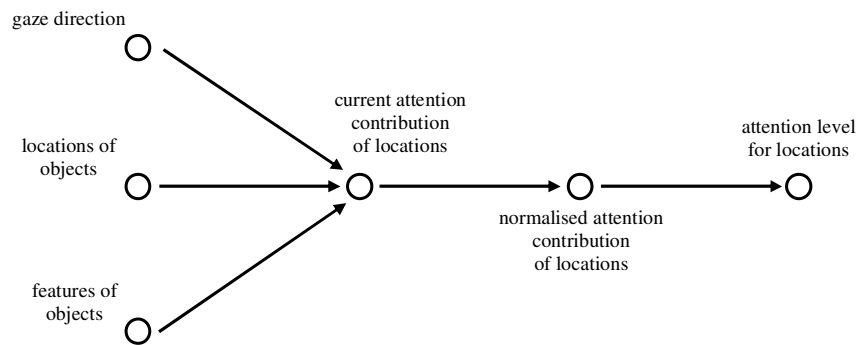 gaze direction
locations of
objects
features of
objects
current attention
contribution
of locations
normalised attention
contribution
of locations
attention level
for locations